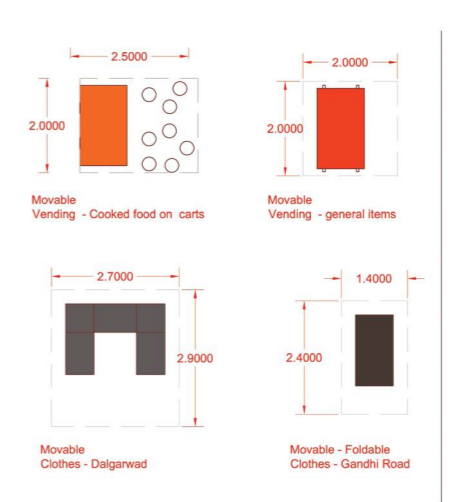 2.5000
2.0000
Movable
Vending - Cooked food on carts
2.0000
2.0000
Movable
Vending - general items
2.7000
2.9000
Movable
Clothes - Dalgarwad
1.4000
2.4000
Movable - Foldable
Clothes - Gandhi Road